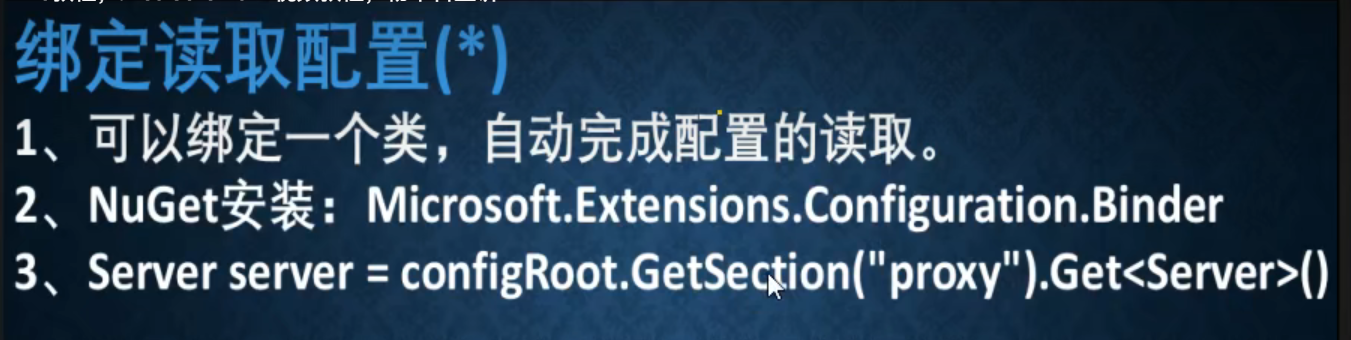 绑定读取配置(*)
1、可以绑定一个类，自动完成配置的读取。
2、NuGet安装：Microsoft.Extensions.Configuration.Binder
3、Server server = configRoot.GetSection("proxy").Get<Server>()